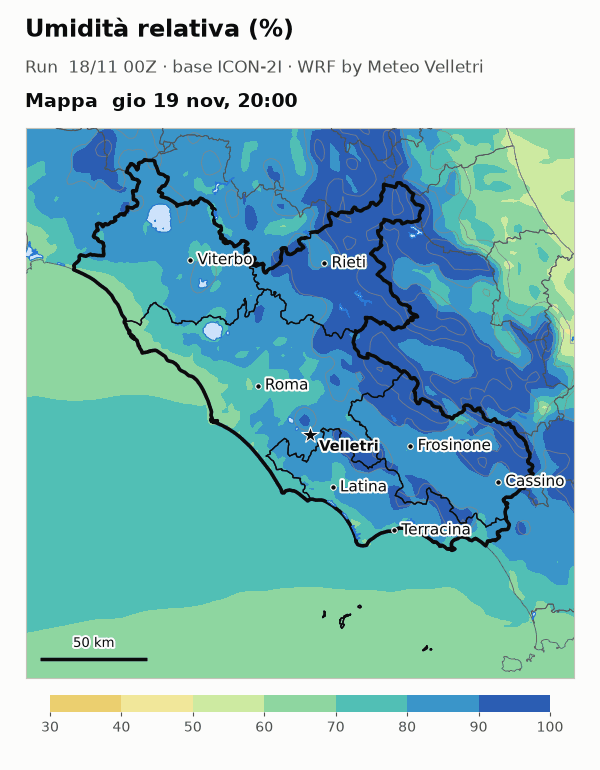 Umidità relativa (%)
Run  18/11 00Z · base ICON-2I · WRF by Meteo Velletri
Mappa  gio 19 nov, 20:00
Viterbo
Rieti
Roma
Velletri
Frosinone
Cassino
Latina
Terracina
50 km
30 40 50 60 70 80 90 100